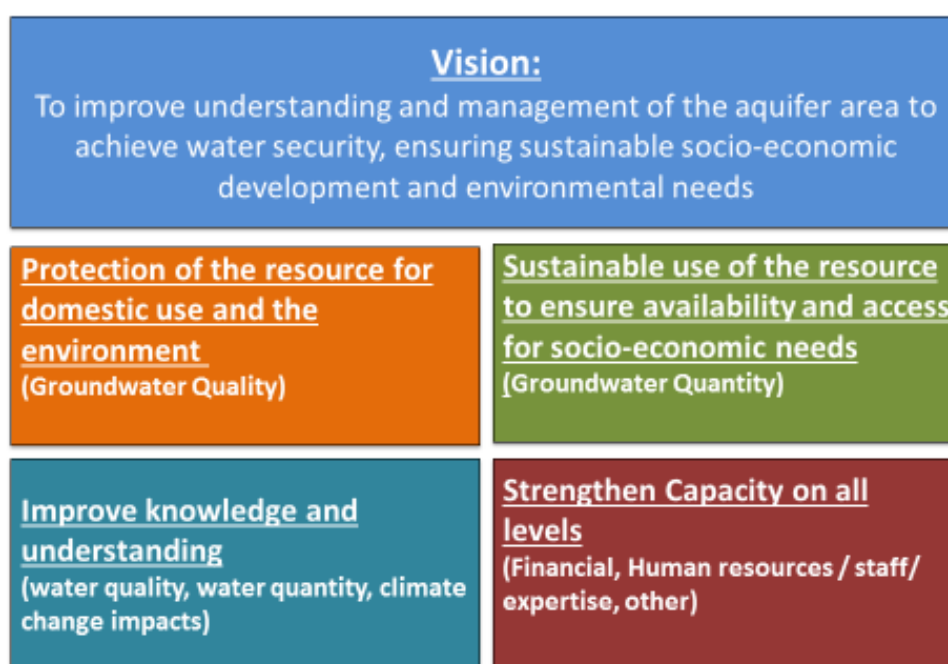 Vision:
To improve understanding and management of the aquifer area to
achieve water security, ensuring sustainable socio-economic
development and environmental needs
Protection of the resource for
domestic use and the
environment
(Groundwater Quality)
Sustainable use of the resource
to ensure availability and access
for socio-economic needs
(Groundwater Quantity)
Improve knowledge and
understanding
(water quality, water quantity, climate
change impacts)
Strengthen Capacity on all
levels
(Financial, Human resources / staff/
expertise, other)